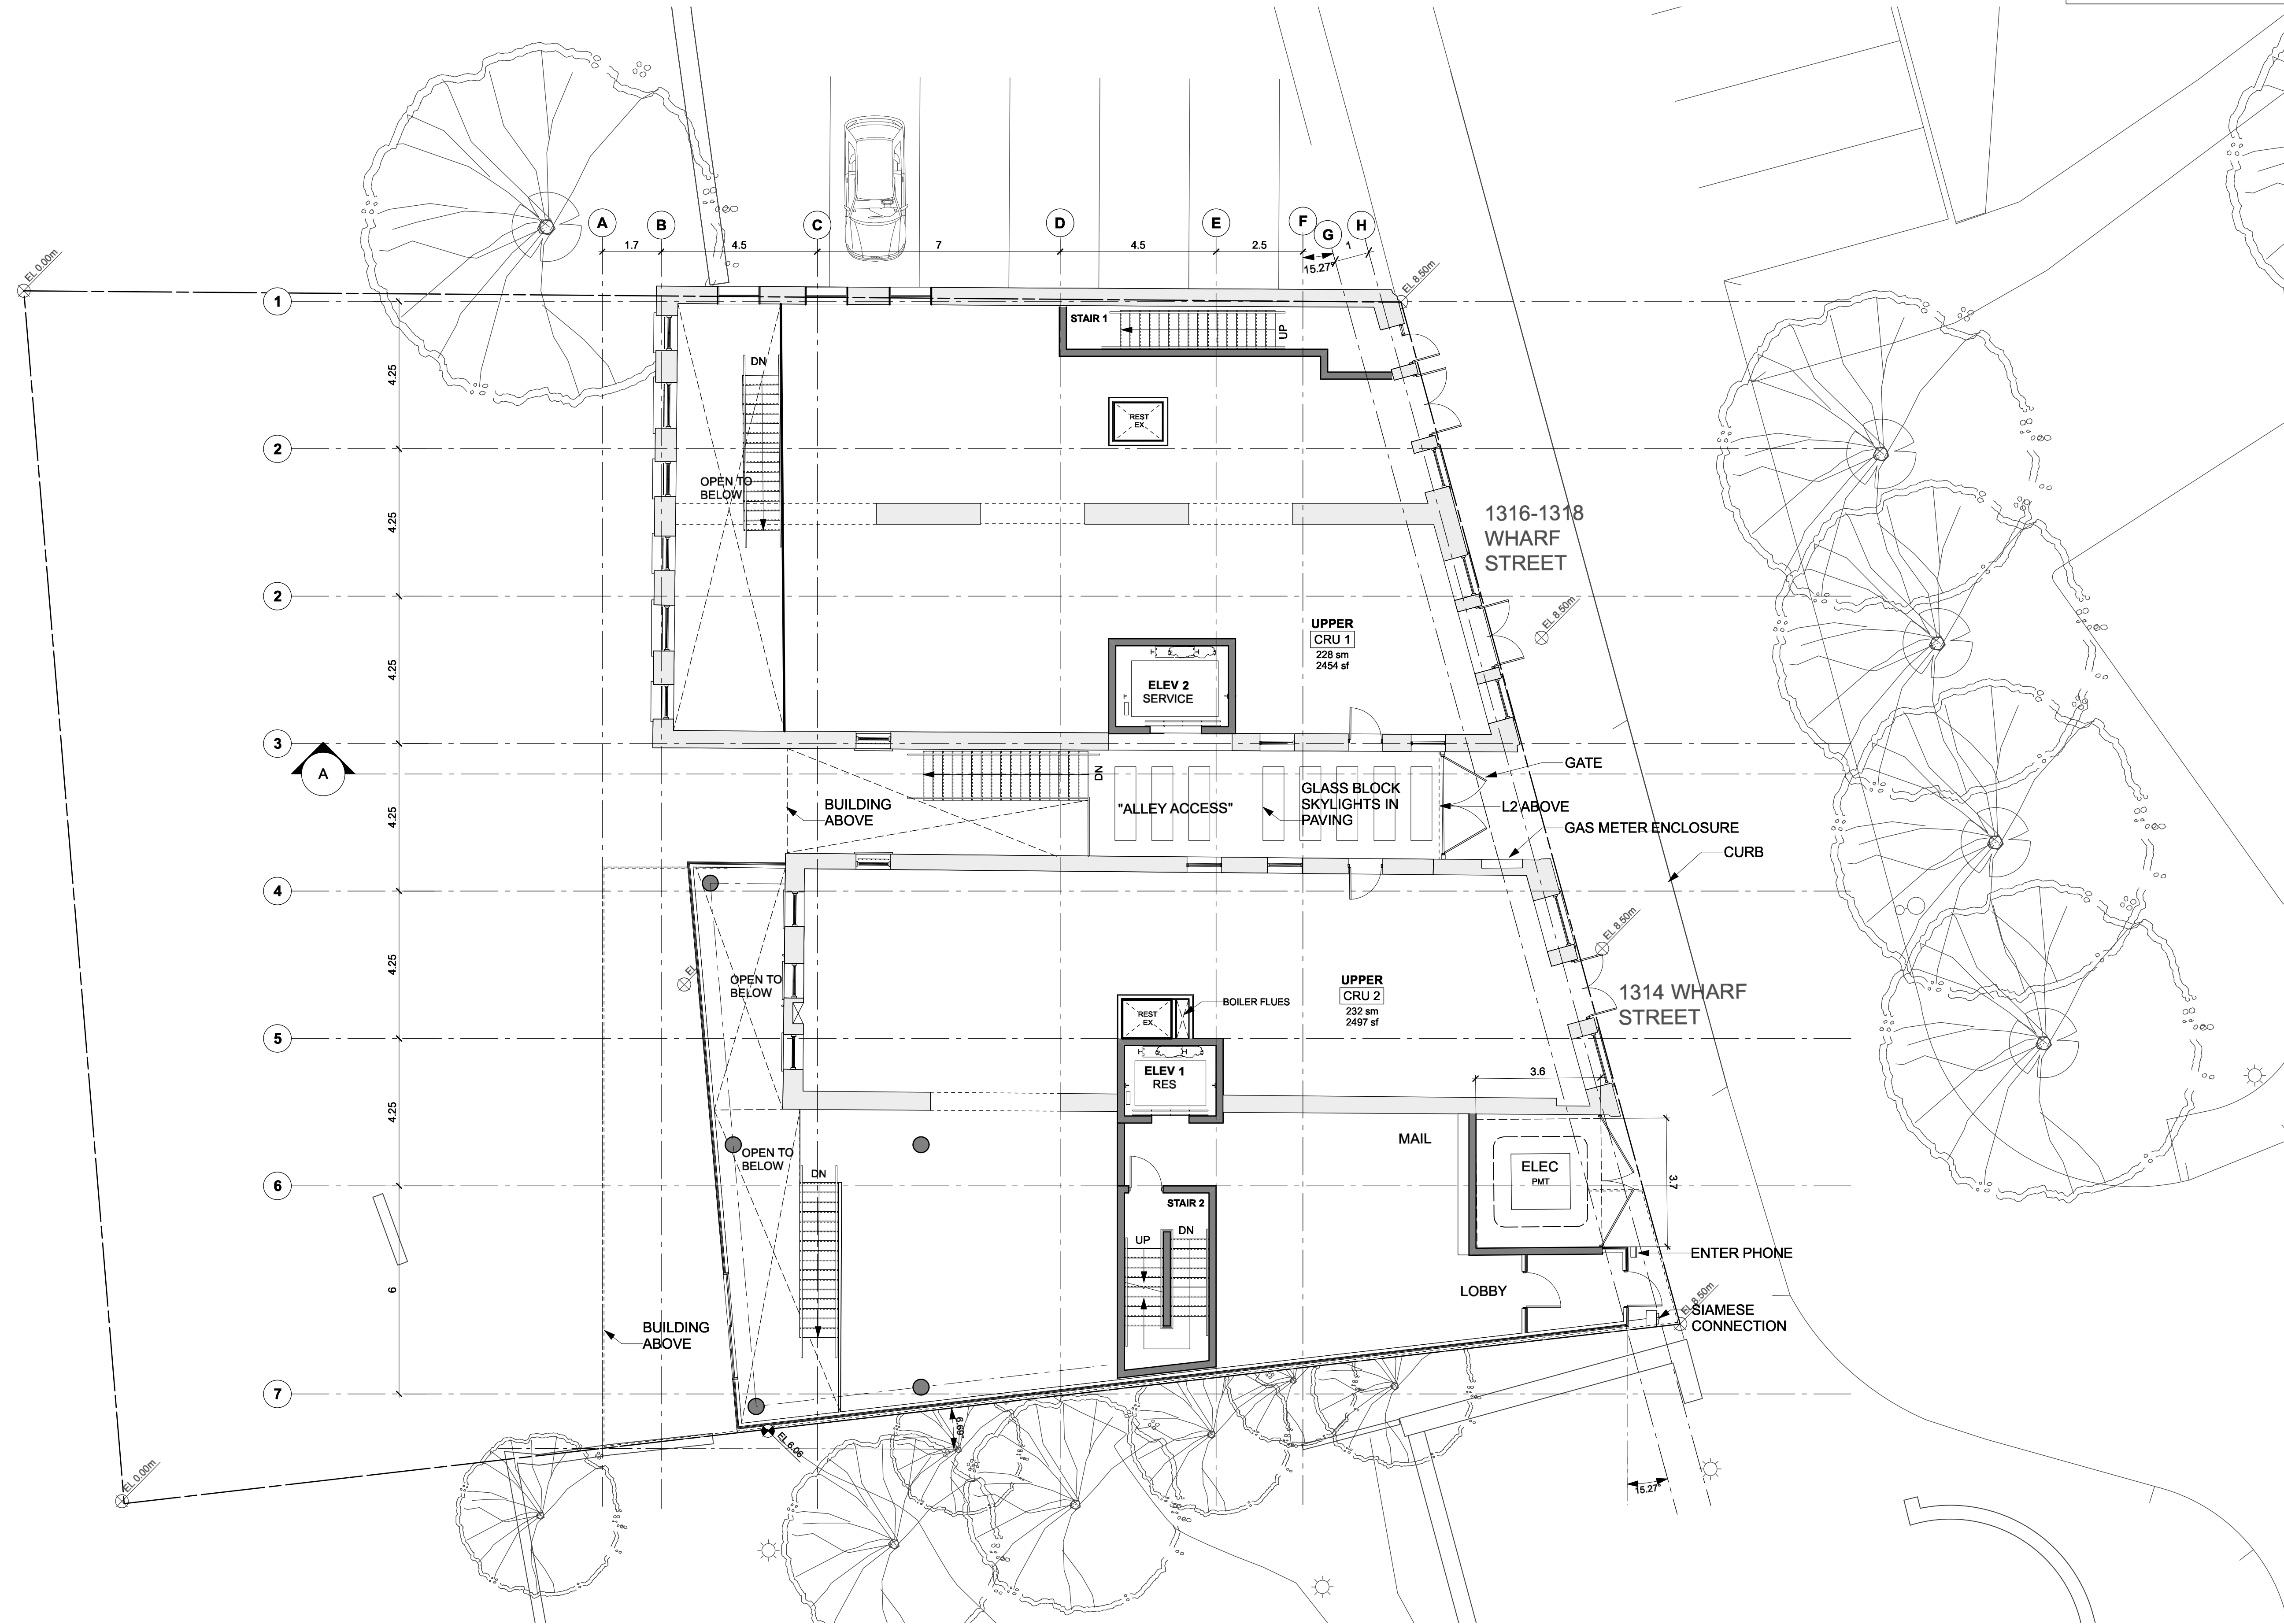 EL 0.00m
A
B
C
D
E
F
G
H
1.7
4.5
7
4.5
2.5
1
15.27°
EL 8.50m
1
STAIR 1
UP
DN
4.25
REST
EX
2
OPEN TO
BELOW
4.25
1316-1318
WHARF
STREET
2
EL 8.50m
UPPER
CRU 1
228 sm
2454 sf
4.25
ELEV 2
SERVICE
3
A
GATE
DN
BUILDING
ABOVE
"ALLEY ACCESS"
GLASS BLOCK
SKYLIGHTS IN
PAVING
L2 ABOVE
4.25
GAS METER ENCLOSURE
CURB
4
EL 8.50m
4.25
EL
OPEN TO
BELOW
UPPER
CRU 2
232 sm
2497 sf
BOILER FLUES
1314 WHARF
STREET
REST
EX
5
ELEV 1
RES
3.6
4.25
MAIL
OPEN TO
BELOW
DN
ELEC
PMT
3.7
6
STAIR 2
UP
DN
ENTER PHONE
LOBBY
6
EL 8.50m
SIAMESE
CONNECTION
BUILDING
ABOVE
7
6.69
EL 6.06
EL 0.00m
15.27°